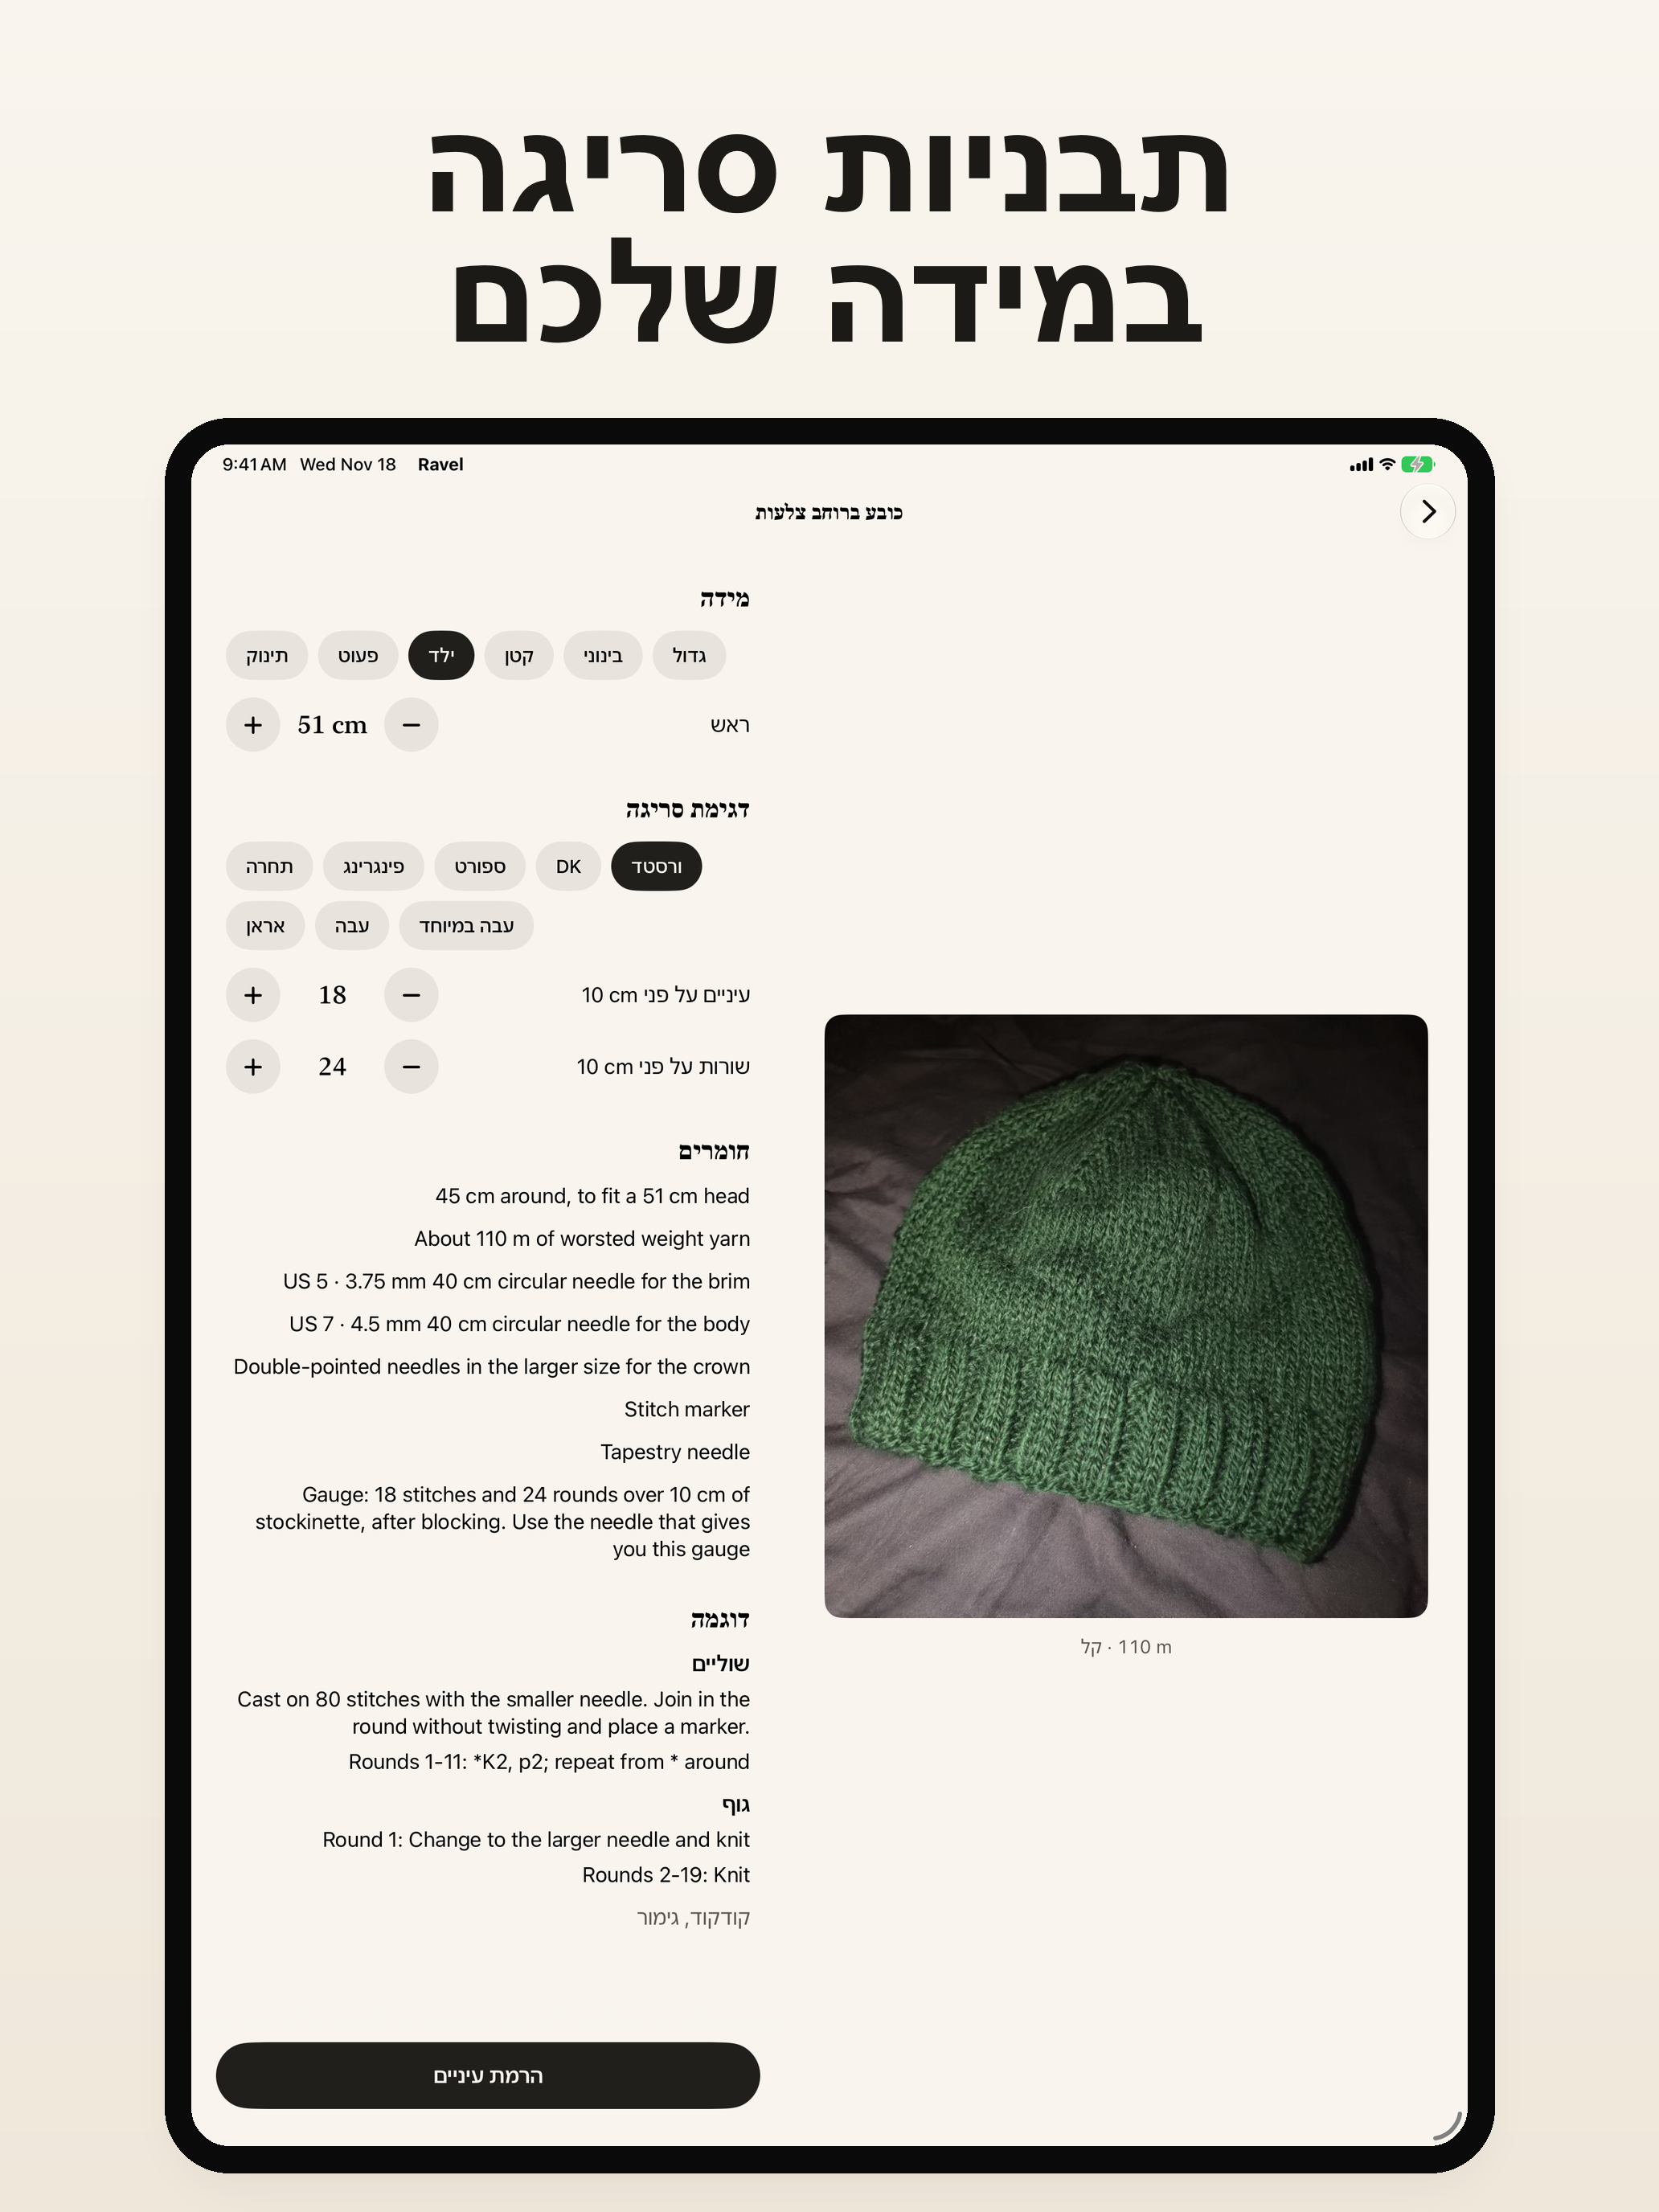 תבניות סריגה
במידה שלכם
9:41 AM Wed Nov 18 Ravel
כובע ברוחב צלעות
מידה
גדול בינוני קטן ילד פעוט תינוק
ראש − 51 cm +
דגימת סריגה
ורסטד DK ספורט פינגרינג תחרה
עבה במיוחד עבה אראן
עיניים על פני 10 cm − 18 +
שורות על פני 10 cm − 24 +
חומרים
45 cm around, to fit a 51 cm head
About 110 m of worsted weight yarn
US 5 · 3.75 mm 40 cm circular needle for the brim
US 7 · 4.5 mm 40 cm circular needle for the body
Double-pointed needles in the larger size for the crown
Stitch marker
Tapestry needle
Gauge: 18 stitches and 24 rounds over 10 cm of
stockinette, after blocking. Use the needle that gives
you this gauge
דוגמה
שוליים
Cast on 80 stitches with the smaller needle. Join in the
round without twisting and place a marker.
Rounds 1-11: *K2, p2; repeat from * around
גוף
Round 1: Change to the larger needle and knit
Rounds 2-19: Knit
קודקוד, גימור
הרמת עיניים
110 m · קל